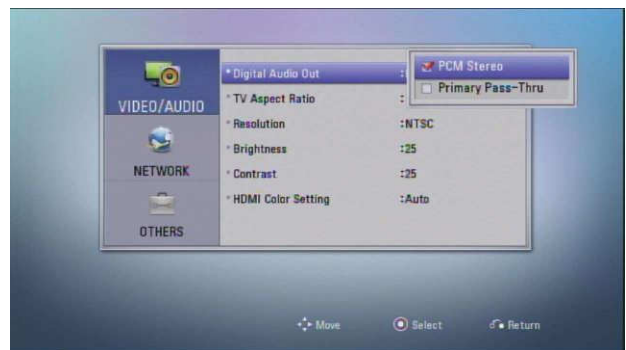 VIDEO/AUDIO
NETWORK
OTHERS
* Digital Audio Out :
* TV Aspect Ratio :
* Resolution :NTSC
* Brightness :25
* Contrast :25
* HDMI Color Setting :Auto
PCM Stereo
Primary Pass-Thru
Move Select Return